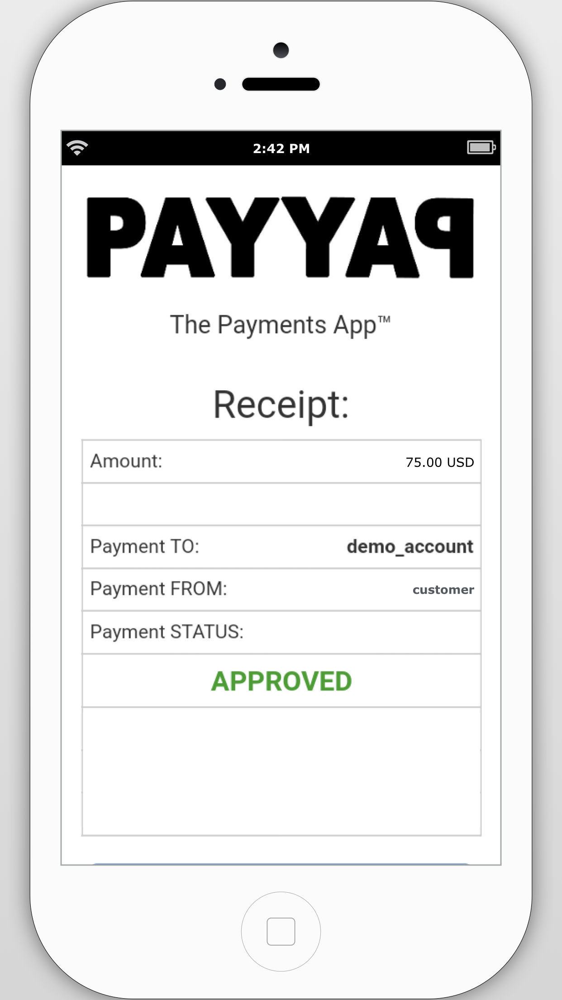 2:42 PM
PAYYAP
The Payments App™
Receipt:
Amount: 75.00 USD
Payment TO: demo_account
Payment FROM: customer
Payment STATUS:
APPROVED